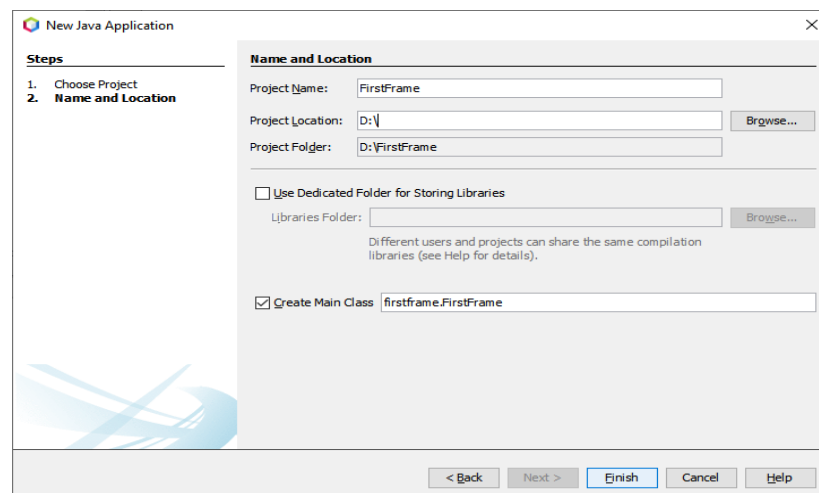 New Java Application
Steps
1. Choose Project
2. Name and Location
Name and Location
Project Name: FirstFrame
Project Location: D:\ Browse...
Project Folder: D:\FirstFrame
Use Dedicated Folder for Storing Libraries
Libraries Folder: Browse...
Different users and projects can share the same compilation
libraries (see Help for details).
Create Main Class firstframe.FirstFrame
< Back Next > Finish Cancel Help